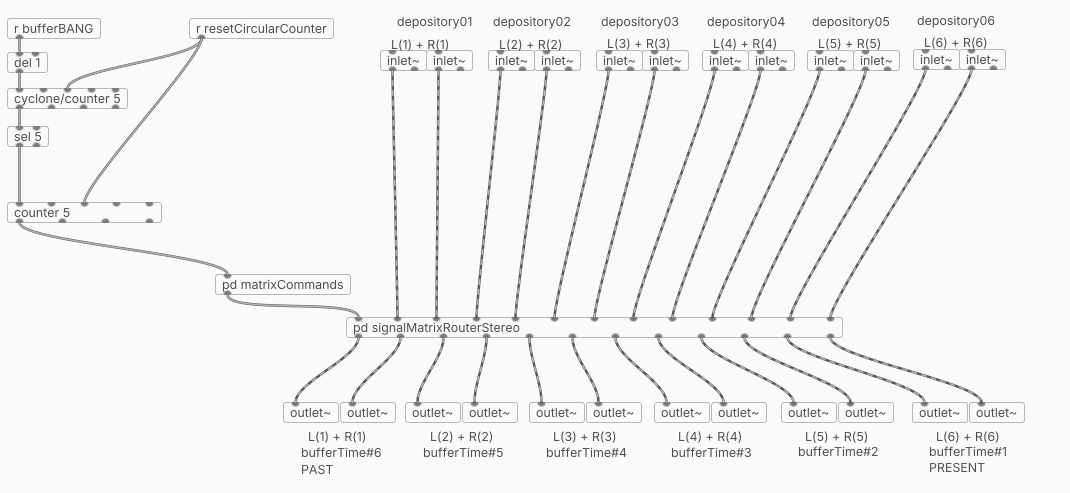 r bufferBANG
r resetCircularCounter
del 1
cyclone/counter 5
sel 5
counter 5
pd matrixCommands
depository01
depository02
depository03
depository04
depository05
depository06
L(1) + R(1)
L(2) + R(2)
L(3) + R(3)
L(4) + R(4)
L(5) + R(5)
L(6) + R(6)
inlet~
inlet~
inlet~
inlet~
inlet~
inlet~
inlet~
inlet~
inlet~
inlet~
inlet~
inlet~
pd signalMatrixRouterStereo
outlet~
outlet~
outlet~
outlet~
outlet~
outlet~
outlet~
outlet~
outlet~
outlet~
outlet~
outlet~
L(1) + R(1)
bufferTime#6
PAST
L(2) + R(2)
bufferTime#5
L(3) + R(3)
bufferTime#4
L(4) + R(4)
bufferTime#3
L(5) + R(5)
bufferTime#2
L(6) + R(6)
bufferTime#1
PRESENT